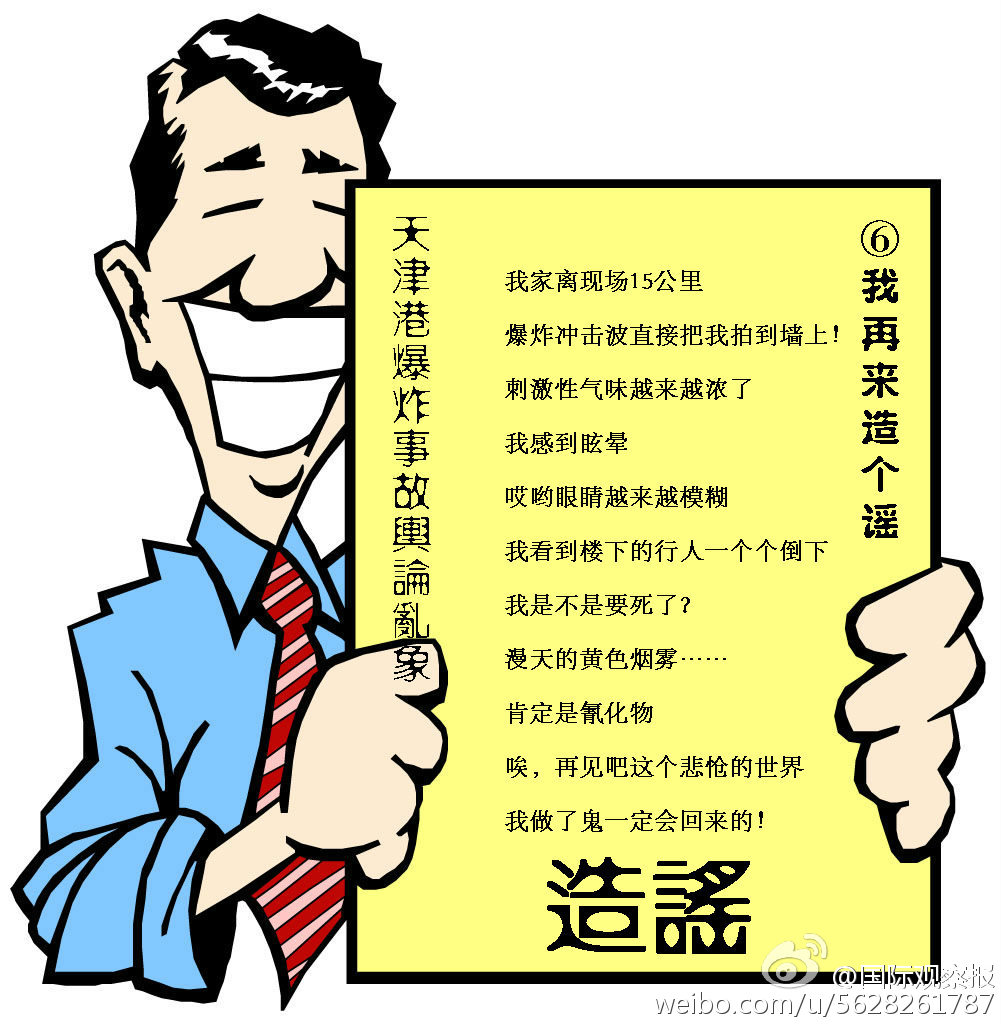 ⑥我再来造个谣
天津港爆炸事故輿論亂象
我家离现场15公里
爆炸冲击波直接把我拍到墙上！
刺激性气味越来越浓了
我感到眩晕
哎哟眼睛越来越模糊
我看到楼下的行人一个个倒下
我是不是要死了？
漫天的黄色烟雾……
肯定是氰化物
唉，再见吧这个悲怆的世界
我做了鬼一定会回来的！
造謠
@国际观察报
weibo.com/u/5628261787